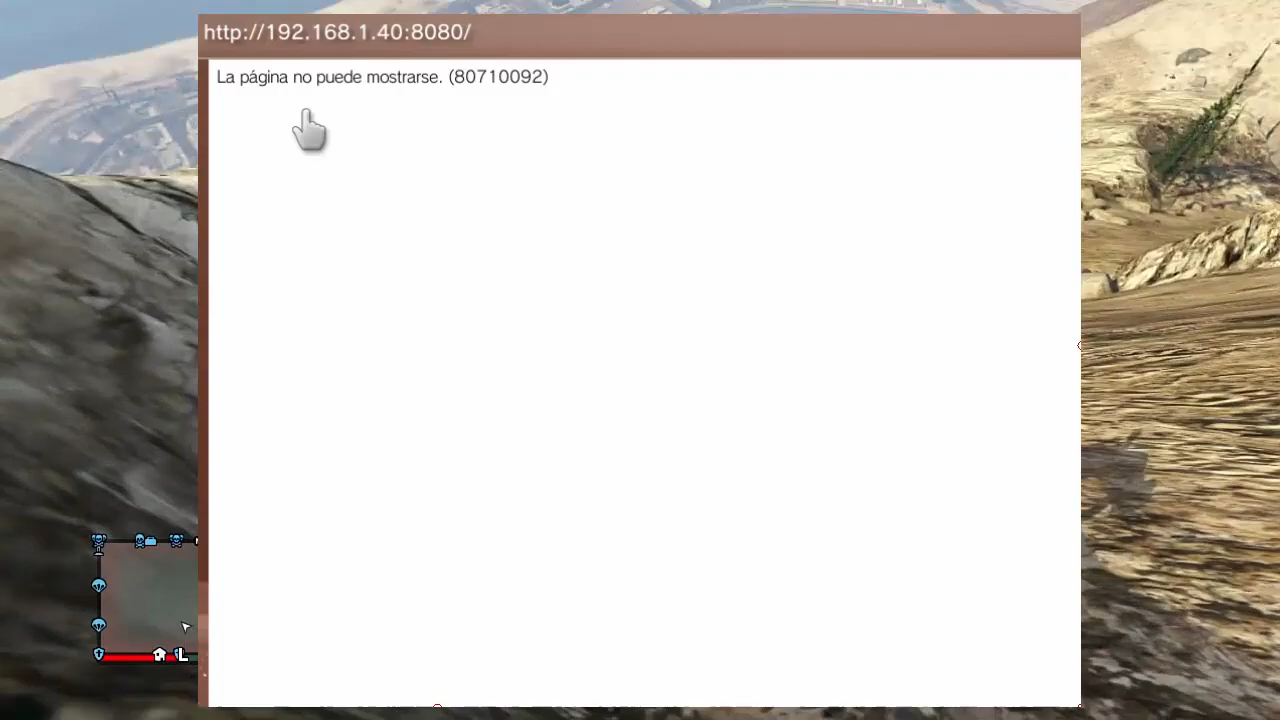 http://192.168.1.40:8080/
La página no puede mostrarse. (80710092)